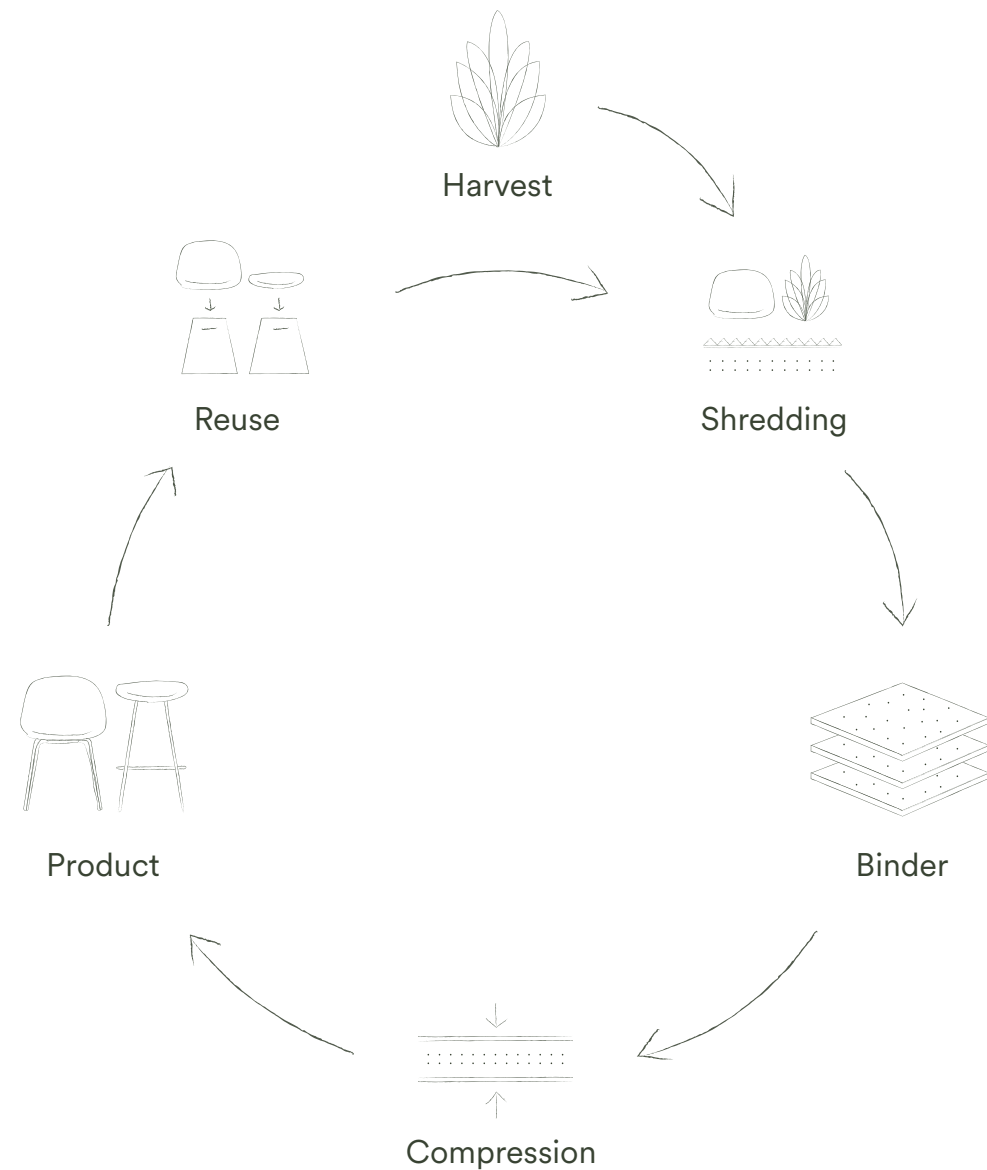 Harvest
Reuse
Shredding
Product
Binder
Compression